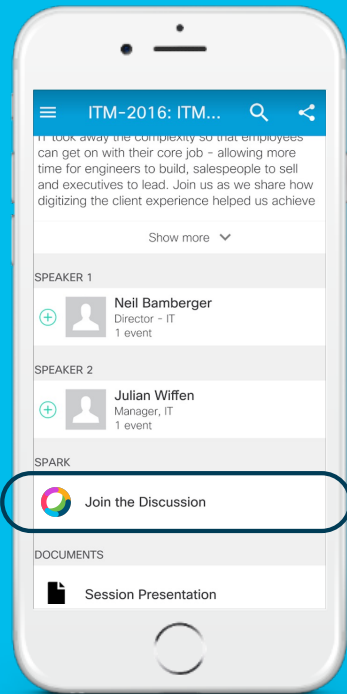 ITM-2016: ITM...
IT took away the complexity so that employees
can get on with their core job - allowing more
time for engineers to build, salespeople to sell
and executives to lead. Join us as we share how
digitizing the client experience helped us achieve
Show more
SPEAKER 1
Neil Bamberger
Director - IT
1 event
SPEAKER 2
Julian Wiffen
Manager, IT
1 event
SPARK
Join the Discussion
DOCUMENTS
Session Presentation